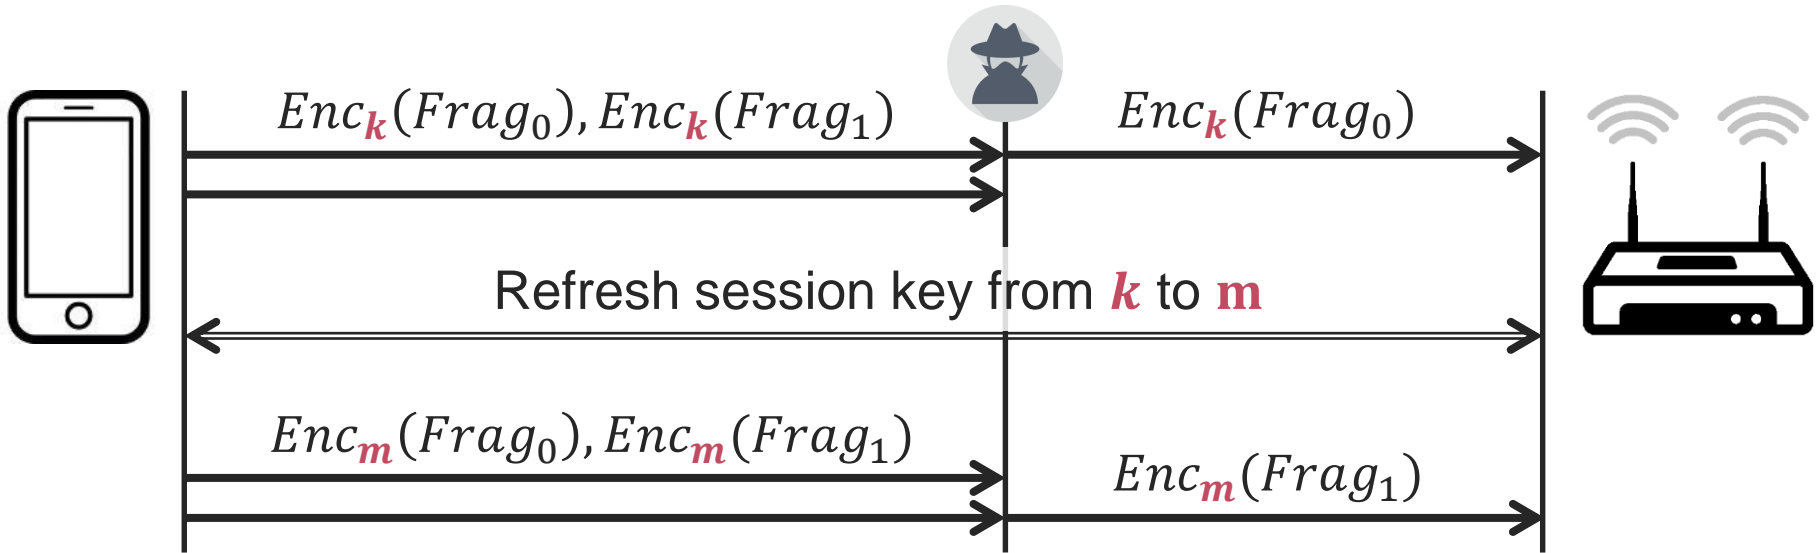 Enc_k(Frag_0), Enc_k(Frag_1)
Enc_k(Frag_0)
Refresh session key from k to m
Enc_m(Frag_0), Enc_m(Frag_1)
Enc_m(Frag_1)